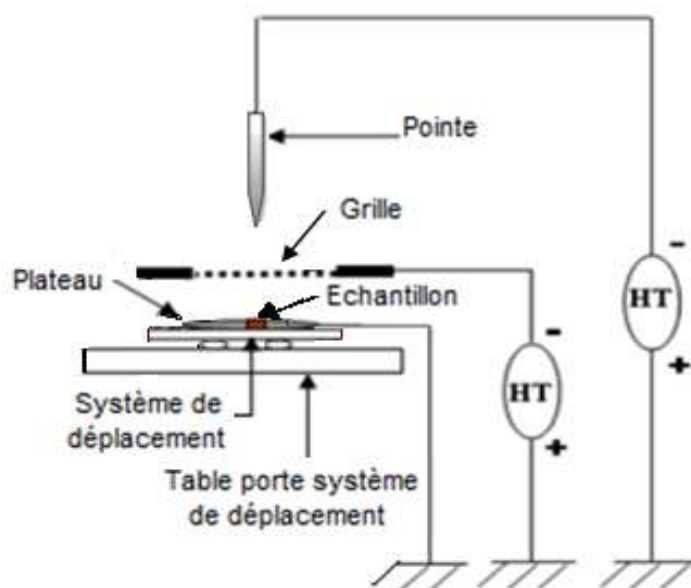 Pointe
Grille
Plateau
Echantillon
-
HT
+
-
HT
+
Système de
déplacement
Table porte système
de déplacement